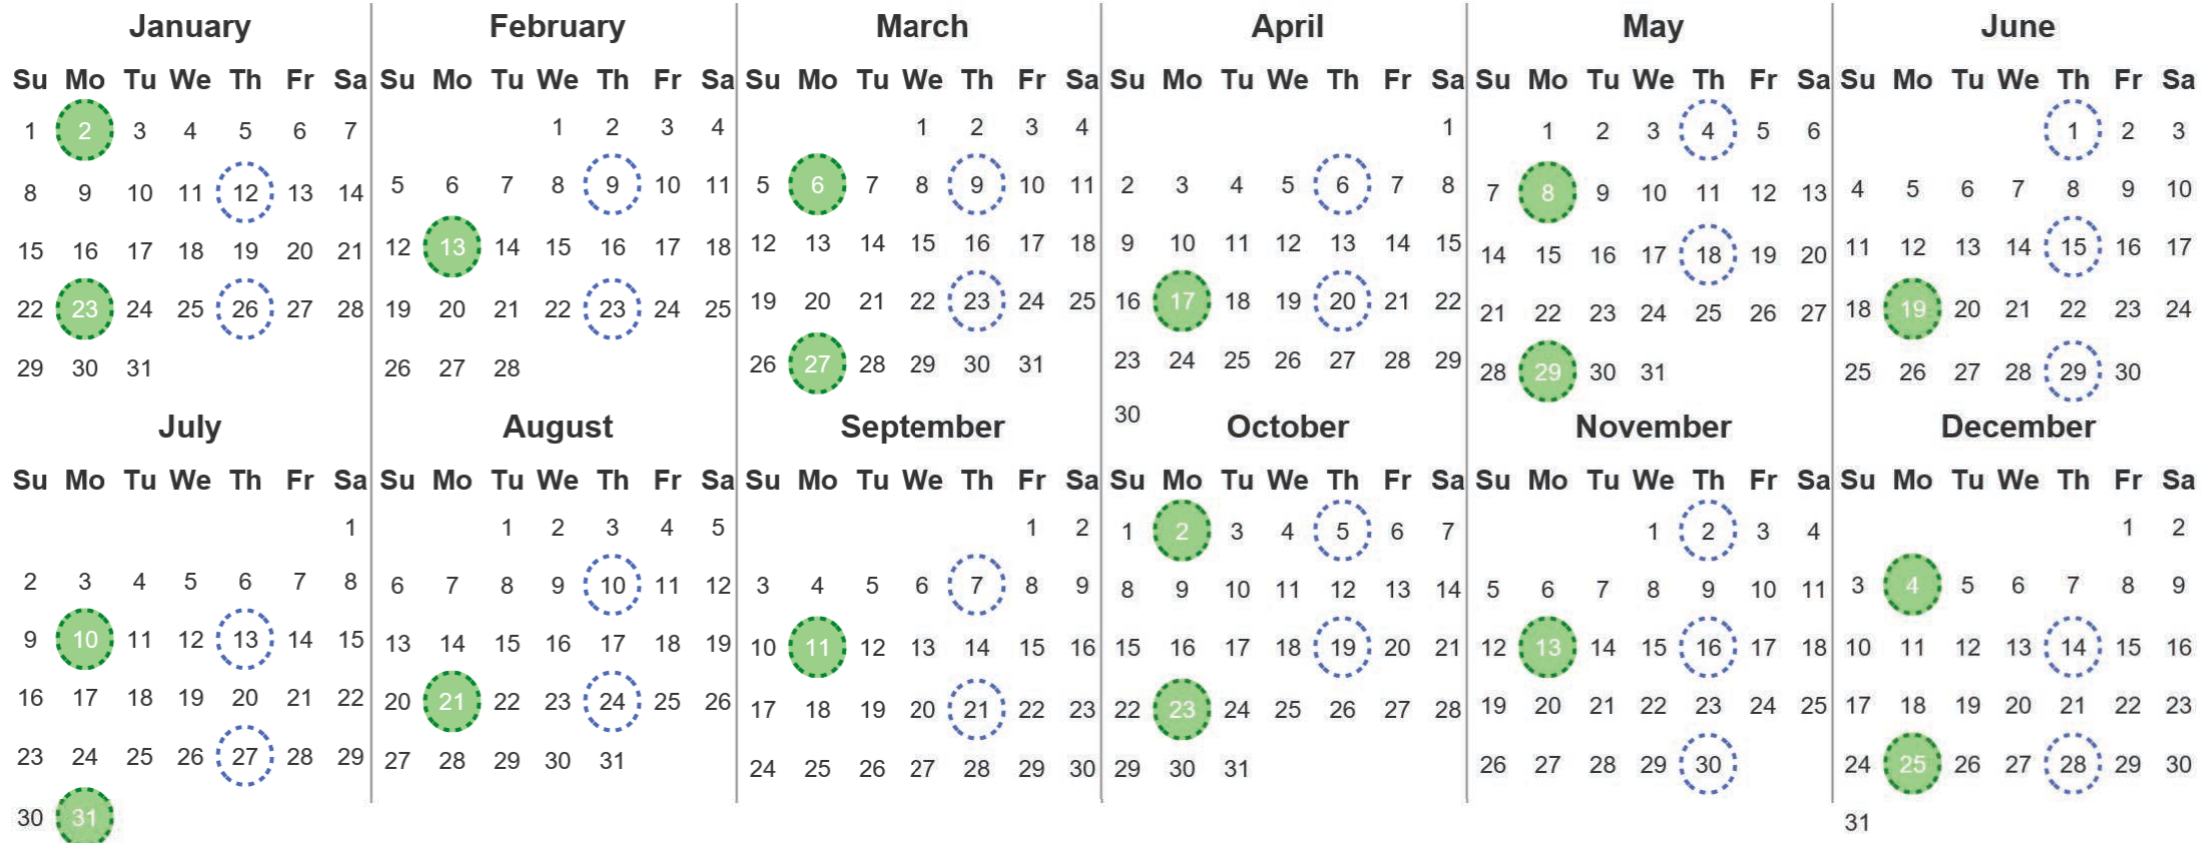 January February March April May June
Su Mo Tu We Th Fr Sa Su Mo Tu We Th Fr Sa Su Mo Tu We Th Fr Sa Su Mo Tu We Th Fr Sa Su Mo Tu We Th Fr Sa Su Mo Tu We Th Fr Sa
1 2 3 4 5 6 7 1 2 3 4 1 2 3 4 1 1 2 3 4 5 6 1 2 3
8 9 10 11 12 13 14 5 6 7 8 9 10 11 5 6 7 8 9 10 11 2 3 4 5 6 7 8 7 8 9 10 11 12 13 4 5 6 7 8 9 10
15 16 17 18 19 20 21 12 13 14 15 16 17 18 12 13 14 15 16 17 18 9 10 11 12 13 14 15 14 15 16 17 18 19 20 11 12 13 14 15 16 17
22 23 24 25 26 27 28 19 20 21 22 23 24 25 19 20 21 22 23 24 25 16 17 18 19 20 21 22 21 22 23 24 25 26 27 18 19 20 21 22 23 24
29 30 31 26 27 28 26 27 28 29 30 31 23 24 25 26 27 28 29 28 29 30 31 25 26 27 28 29 30
30
July August September October November December
Su Mo Tu We Th Fr Sa Su Mo Tu We Th Fr Sa Su Mo Tu We Th Fr Sa Su Mo Tu We Th Fr Sa Su Mo Tu We Th Fr Sa Su Mo Tu We Th Fr Sa
1 1 2 3 4 5 1 2 1 2 3 4 5 6 7 1 2 3 4 1 2
2 3 4 5 6 7 8 6 7 8 9 10 11 12 3 4 5 6 7 8 9 8 9 10 11 12 13 14 5 6 7 8 9 10 11 3 4 5 6 7 8 9
9 10 11 12 13 14 15 13 14 15 16 17 18 19 10 11 12 13 14 15 16 15 16 17 18 19 20 21 12 13 14 15 16 17 18 10 11 12 13 14 15 16
16 17 18 19 20 21 22 20 21 22 23 24 25 26 17 18 19 20 21 22 23 22 23 24 25 26 27 28 19 20 21 22 23 24 25 17 18 19 20 21 22 23
23 24 25 26 27 28 29 27 28 29 30 31 24 25 26 27 28 29 30 29 30 31 26 27 28 29 30 24 25 26 27 28 29 30
30 31 31